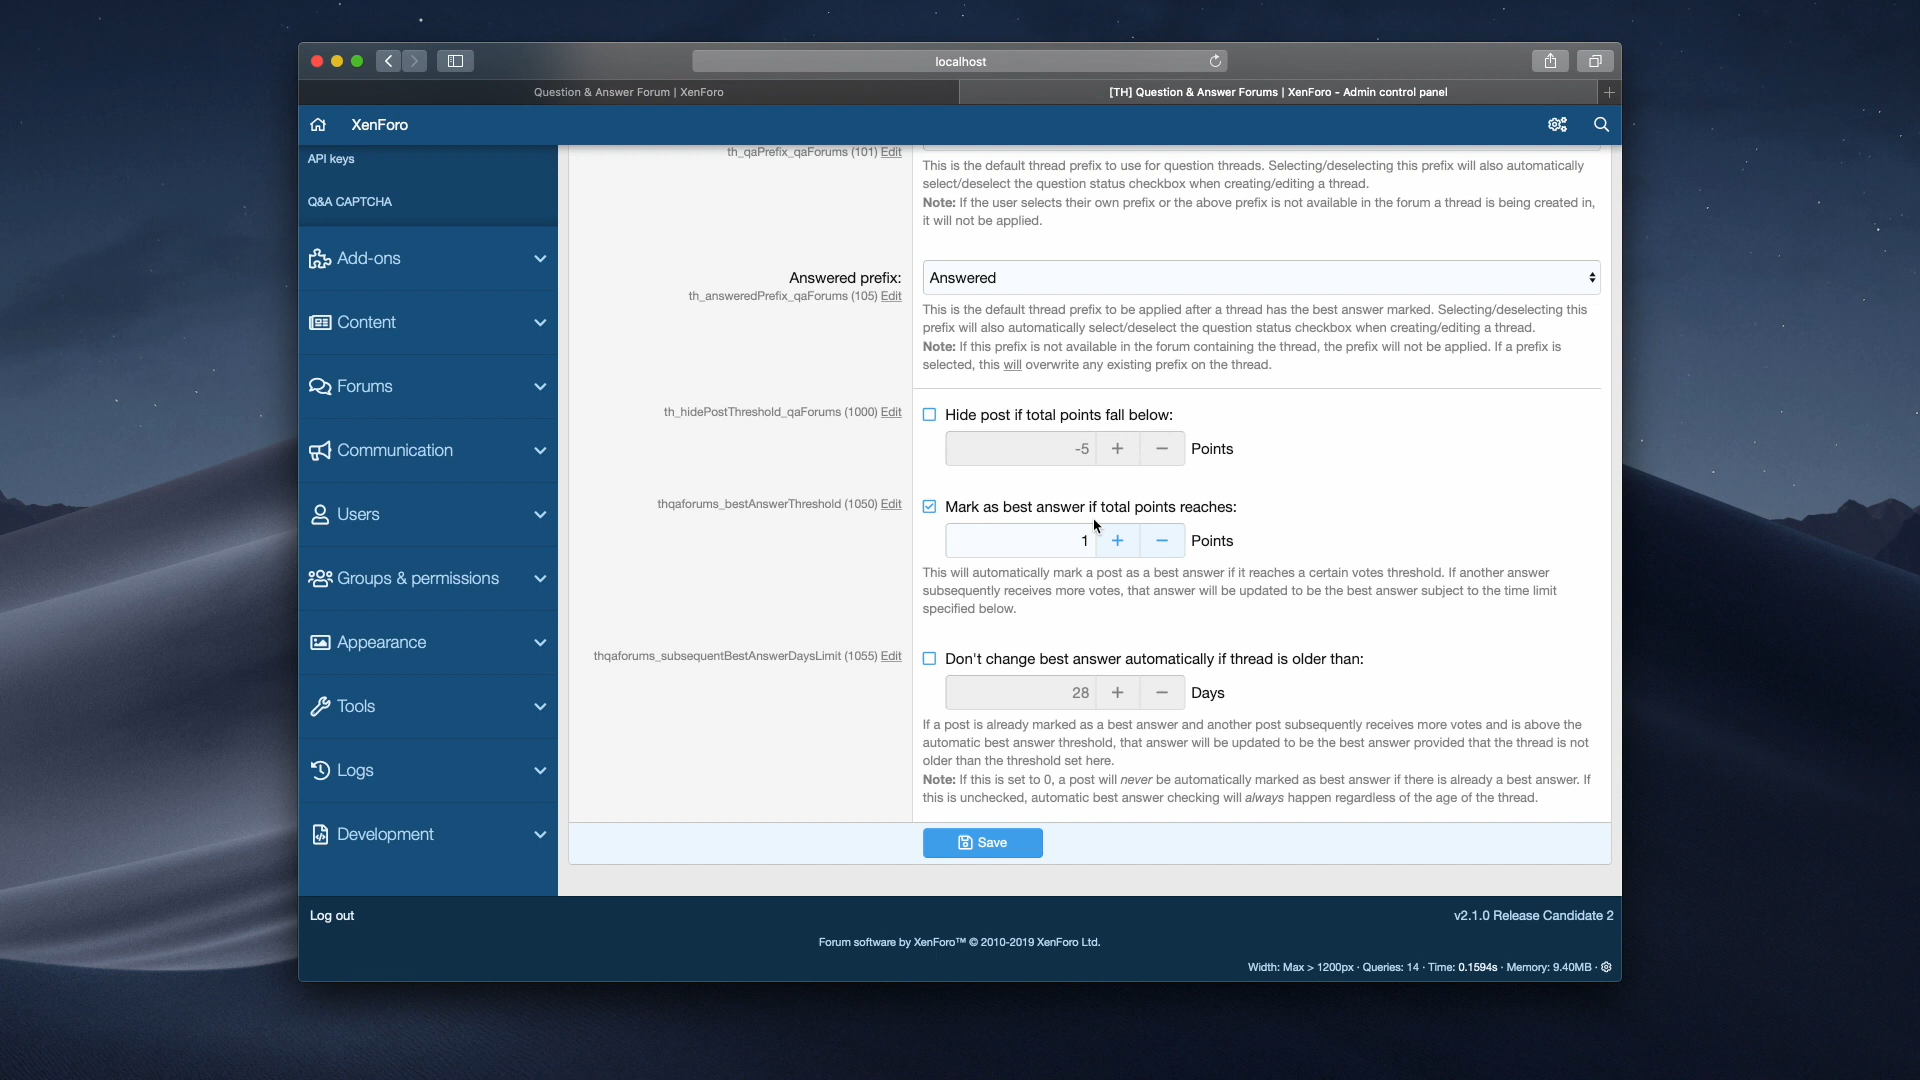 localhost
Question & Answer Forum | XenForo
[TH] Question & Answer Forums | XenForo - Admin control panel
XenForo
API keys
Q&A CAPTCHA
Add-ons
Content
Forums
Communication
Users
Groups & permissions
Appearance
Tools
Logs
Development
th_qaPrefix_qaForums (101) Edit
This is the default thread prefix to use for question threads. Selecting/deselecting this prefix will also automatically
select/deselect the question status checkbox when creating/editing a thread.
Note: If the user selects their own prefix or the above prefix is not available in the forum a thread is being created in,
it will not be applied.
Answered prefix:
th_answeredPrefix_qaForums (105) Edit
Answered
This is the default thread prefix to be applied after a thread has the best answer marked. Selecting/deselecting this
prefix will also automatically select/deselect the question status checkbox when creating/editing a thread.
Note: If this prefix is not available in the forum containing the thread, the prefix will not be applied. If a prefix is
selected, this will overwrite any existing prefix on the thread.
th_hidePostThreshold_qaForums (1000) Edit
Hide post if total points fall below:
-5 + − Points
thqaforums_bestAnswerThreshold (1050) Edit
Mark as best answer if total points reaches:
1 + − Points
This will automatically mark a post as a best answer if it reaches a certain votes threshold. If another answer
subsequently receives more votes, that answer will be updated to be the best answer subject to the time limit
specified below.
thqaforums_subsequentBestAnswerDaysLimit (1055) Edit
Don't change best answer automatically if thread is older than:
28 + − Days
If a post is already marked as a best answer and another post subsequently receives more votes and is above the
automatic best answer threshold, that answer will be updated to be the best answer provided that the thread is not
older than the threshold set here.
Note: If this is set to 0, a post will never be automatically marked as best answer if there is already a best answer. If
this is unchecked, automatic best answer checking will always happen regardless of the age of the thread.
Save
Log out
v2.1.0 Release Candidate 2
Forum software by XenForo™ © 2010-2019 XenForo Ltd.
Width: Max > 1200px · Queries: 14 · Time: 0.1594s · Memory: 9.40MB ·